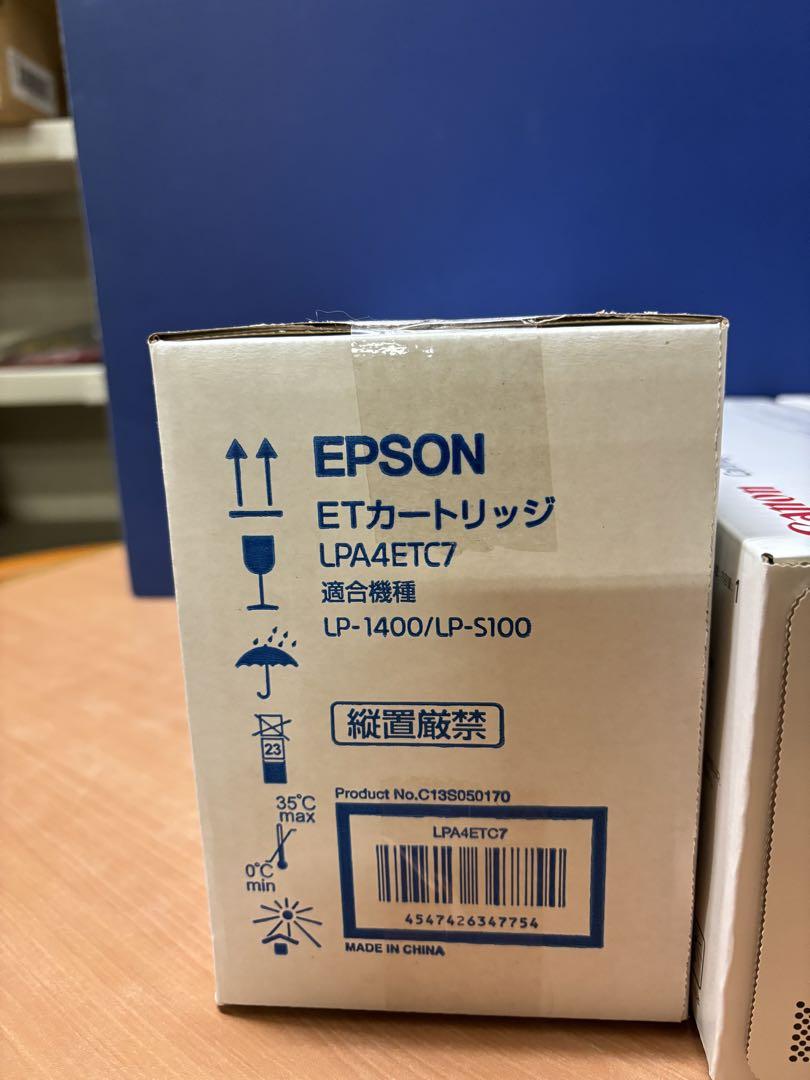 EPSON
ETカートリッジ
LPA4ETC7
適合機種
LP-1400/LP-S100
縦置厳禁
23
35℃
max
0℃
min
Product No.C13S050170
LPA4ETC7
4547426347754
MADE IN CHINA
Canon